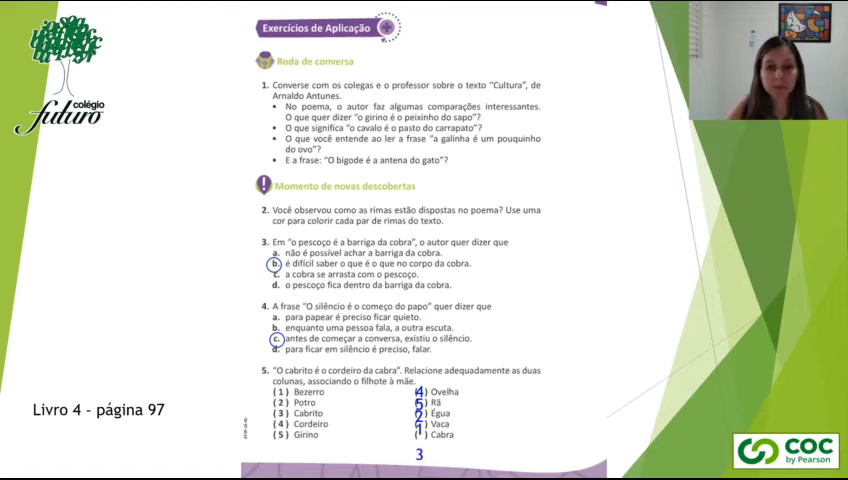 colégio
futuro
Exercícios de Aplicação
Roda de conversa
1. Converse com os colegas e o professor sobre o texto “Cultura”, de
Arnaldo Antunes.
• No poema, o autor faz algumas comparações interessantes.
O que quer dizer “o girino é o peixinho do sapo”?
• O que significa “o cavalo é o pasto do carrapato”?
• O que você entende ao ler a frase “a galinha é um pouquinho
do ovo”?
• E a frase: “O bigode é a antena do gato”?
Momento de novas descobertas
2. Você observou como as rimas estão dispostas no poema? Use uma
cor para colorir cada par de rimas do texto.
3. Em “o pescoço é a barriga da cobra”, o autor quer dizer que
a. não é possível achar a barriga da cobra.
b. é difícil saber o que é o que no corpo da cobra.
c. a cobra se arrasta com o pescoço.
d. o pescoço fica dentro da barriga da cobra.
4. A frase “O silêncio é o começo do papo” quer dizer que
a. para papear é preciso ficar quieto.
b. enquanto uma pessoa fala, a outra escuta.
c. antes de começar a conversa, existiu o silêncio.
d. para ficar em silêncio é preciso, falar.
5. “O cabrito é o cordeiro da cabra”. Relacione adequadamente as duas
colunas, associando o filhote à mãe.
( 1 ) Bezerro ( 4 ) Ovelha
( 2 ) Potro ( 5 ) Rã
( 3 ) Cabrito ( 2 ) Égua
( 4 ) Cordeiro ( 1 ) Vaca
( 5 ) Girino ( ) Cabra
3
Livro 4 – página 97
COC
by Pearson